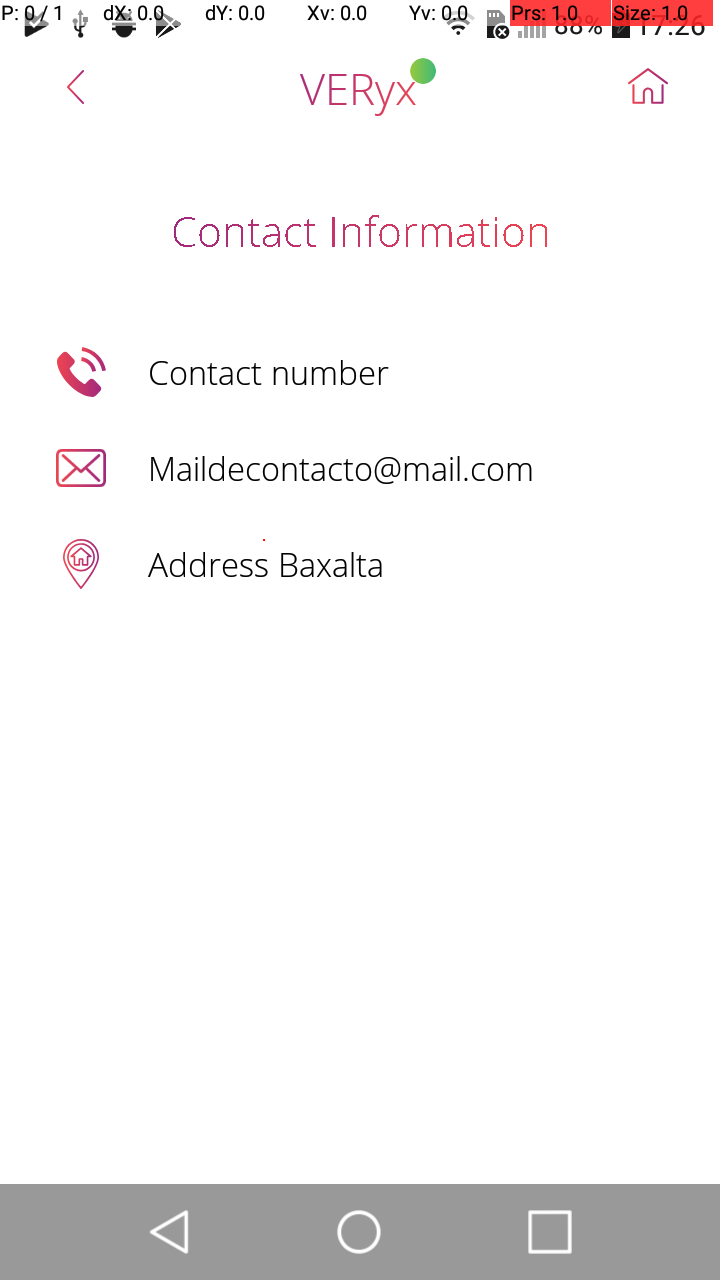 P: 0 / 1 dX: 0.0 dY: 0.0 Xv: 0.0 Yv: 0.0 Prs: 1.0 Size: 1.0
88% 17:26
VERyx
Contact Information
Contact number
Maildecontacto@mail.com
Address Baxalta